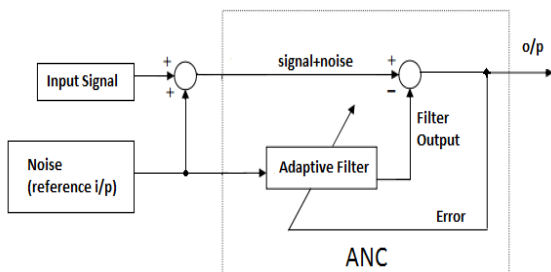 o/p
+
signal+noise
+
Input Signal
+
−
Filter
Output
Noise
(reference i/p)
Adaptive Filter
Error
ANC